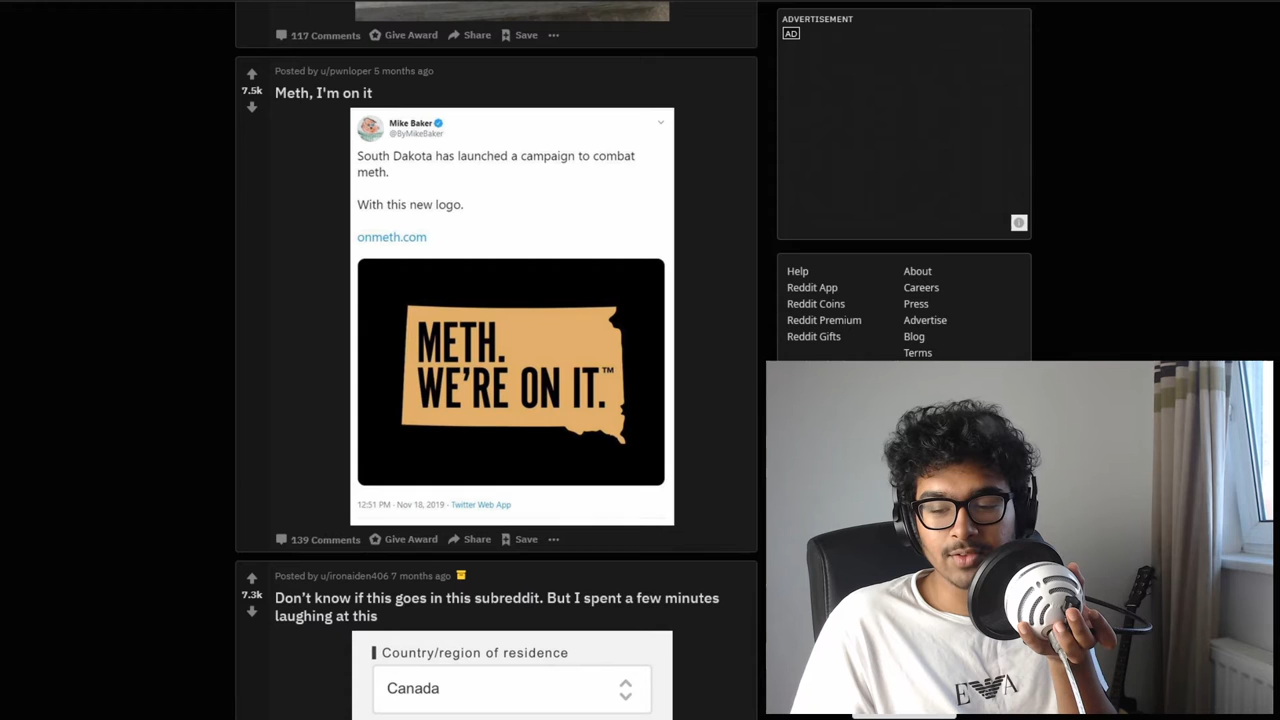 117 Comments Give Award Share Save
Posted by u/pwnloper 5 months ago
7.5k
Meth, I'm on it
Mike Baker
@ByMikeBaker
South Dakota has launched a campaign to combat
meth.
With this new logo.
onmeth.com
METH.
WE'RE ON IT.™
12:51 PM · Nov 18, 2019 · Twitter Web App
139 Comments Give Award Share Save
Posted by u/ironaiden406 7 months ago
7.3k
Don't know if this goes in this subreddit. But I spent a few minutes
laughing at this
Country/region of residence
Canada
ADVERTISEMENT
AD
Help About
Reddit App Careers
Reddit Coins Press
Reddit Premium Advertise
Reddit Gifts Blog
Terms